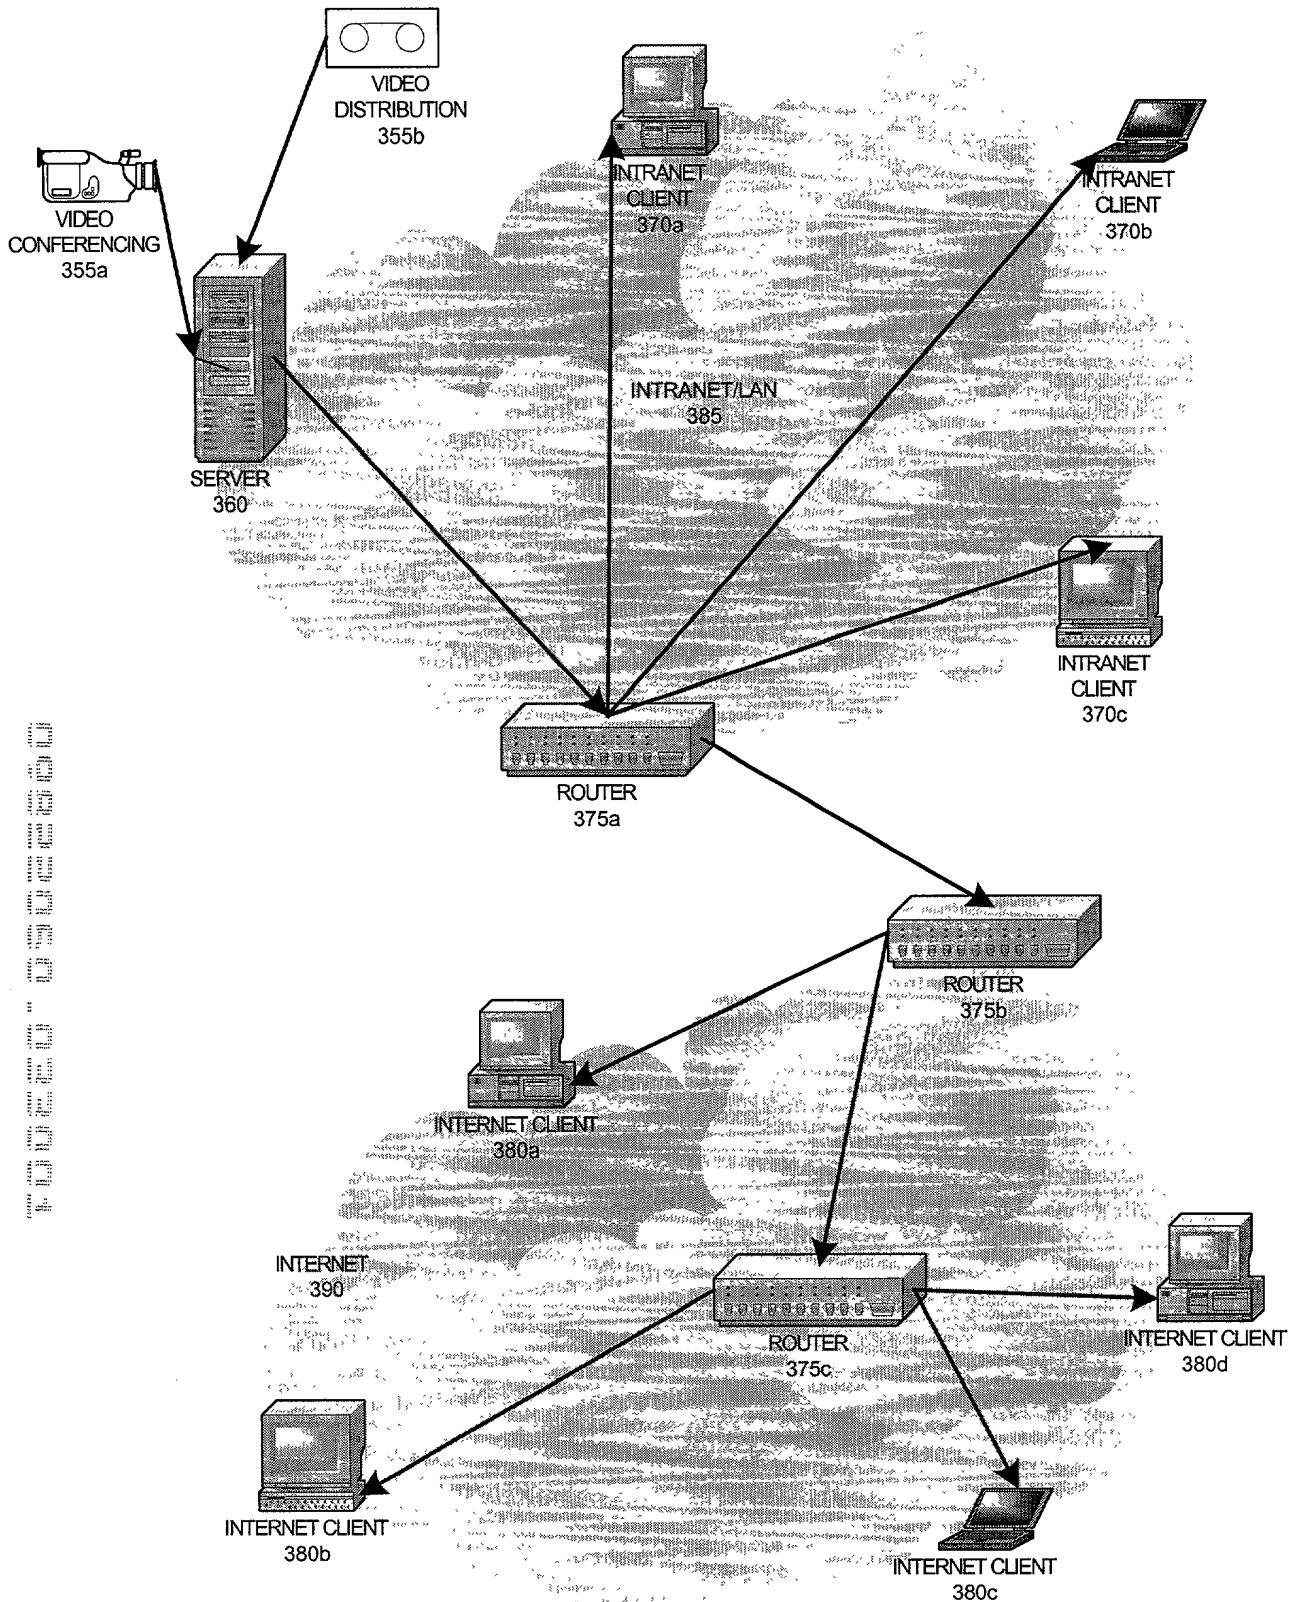 VIDEO
DISTRIBUTION
355b
VIDEO
CONFERENCING
355a
INTRANET
CLIENT
370a
INTRANET
CLIENT
370b
INTRANET/LAN
385
SERVER
360
INTRANET
CLIENT
370c
ROUTER
375a
ROUTER
375b
INTERNET CLIENT
380a
INTERNET
390
ROUTER
375c
INTERNET CLIENT
380d
INTERNET CLIENT
380b
INTERNET CLIENT
380c